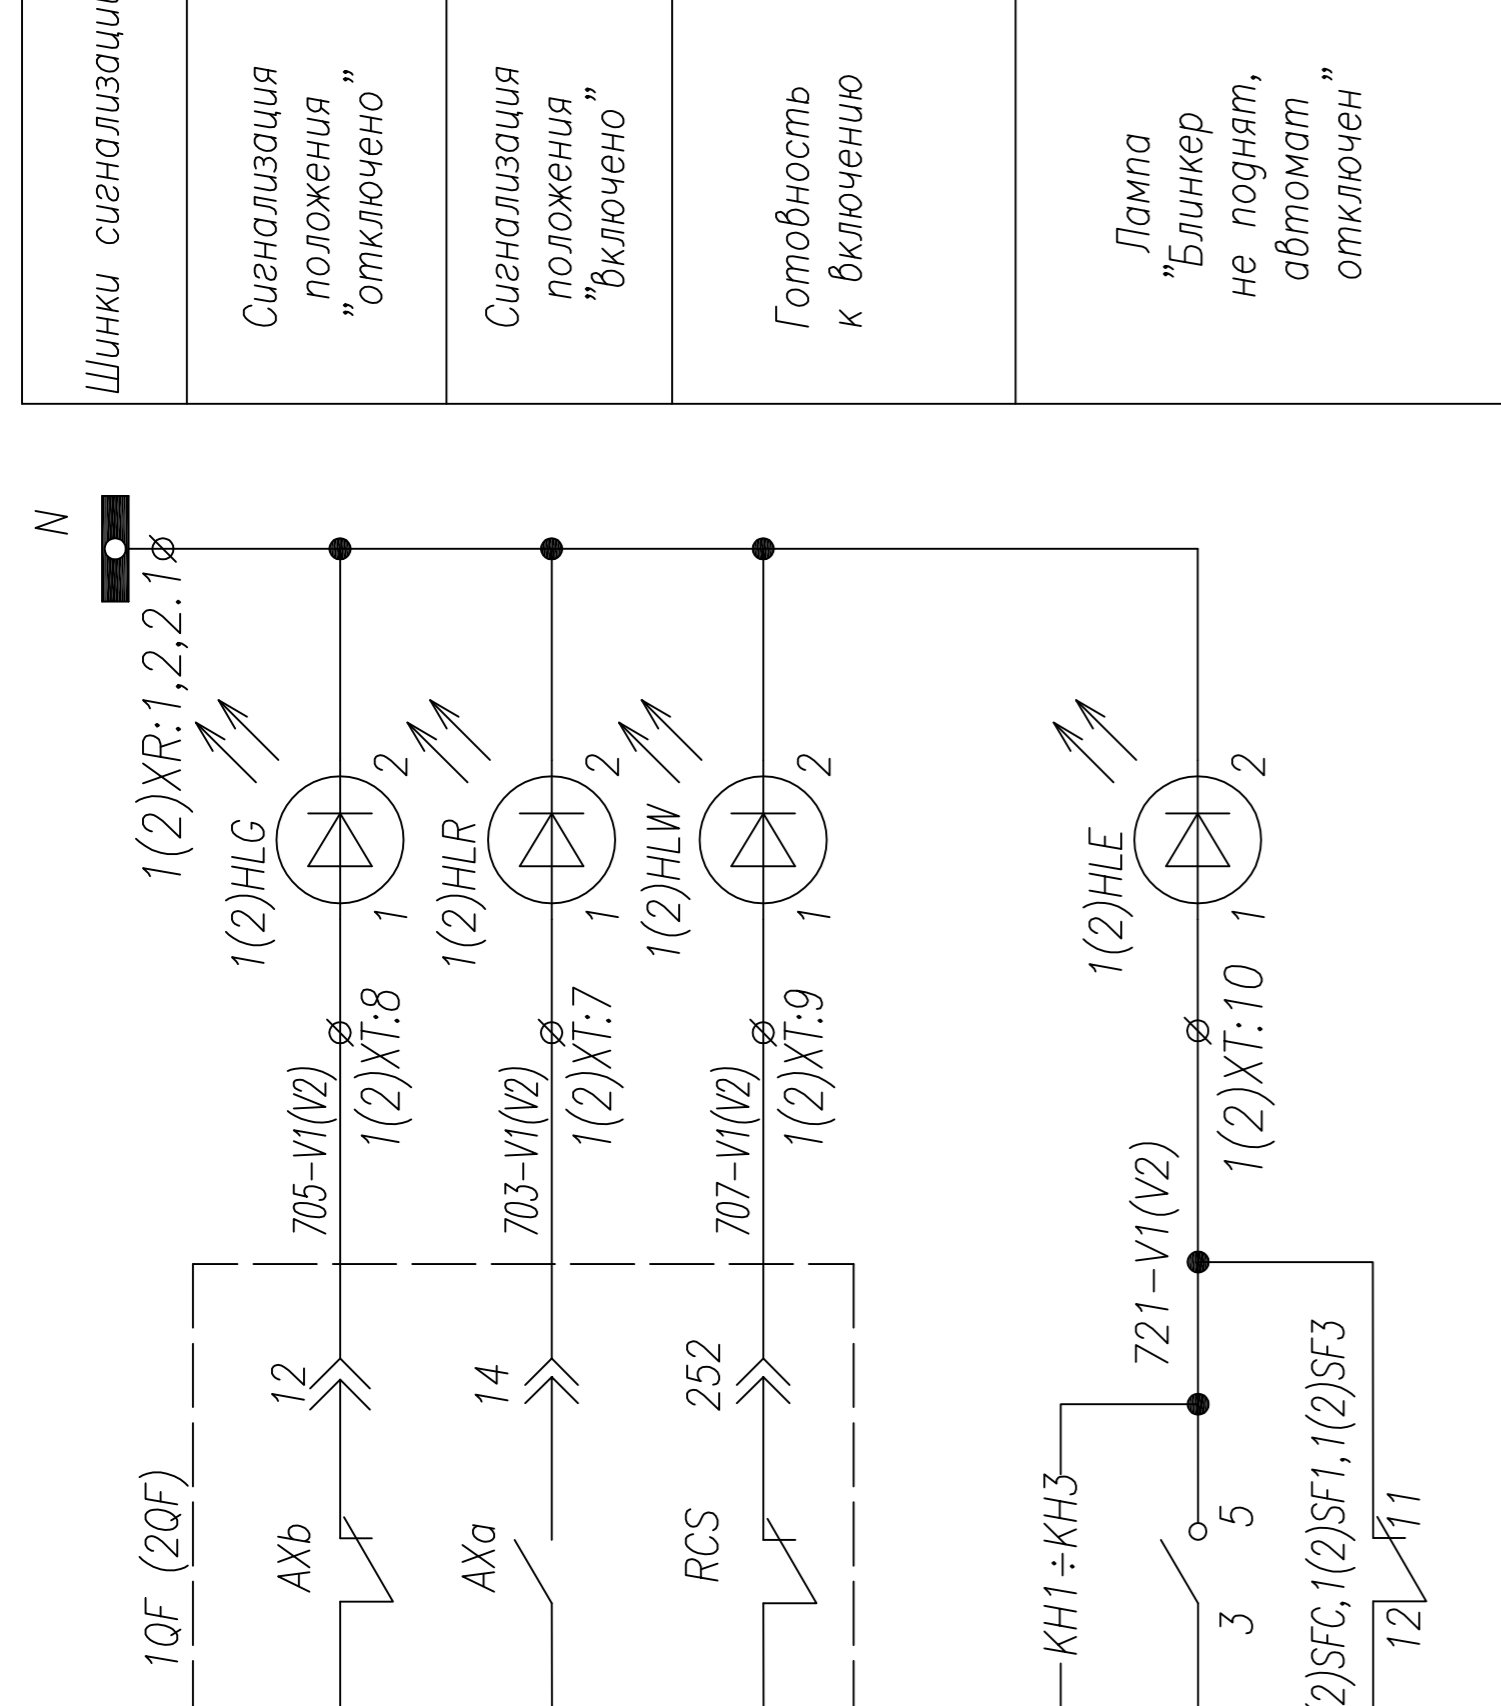 Шинки сигнализаци
Сигнализация
положения
"отключено"
Сигнализация
положения
"включено"
Готовность
к включению
Лампа
"Блинкер
не поднят,
автомат
отключен"
N
1(2)XR:1,2,2.1
1(2)HLG
1
2
1(2)HLR
1
2
1(2)HLW
1
2
1(2)HLE
1
2
705-V1(V2)
1(2)XT:8
703-V1(V2)
1(2)XT:7
707-V1(V2)
1(2)XT:9
721-V1(V2)
1(2)XT:10
1QF (2QF)
12
AXb
14
AXa
252
RCS
KH1÷KH3
3
5
2)SFC,1(2)SF1,1(2)SF3
12
11